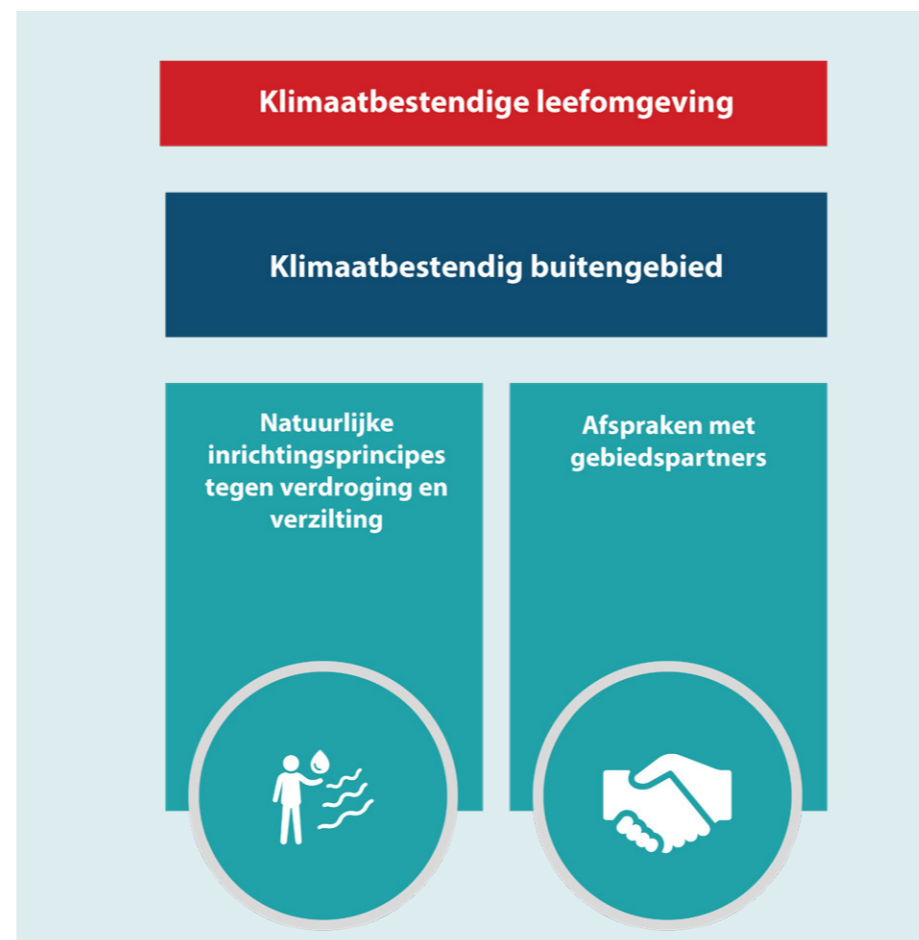 Klimaatbestendige leefomgeving
Klimaatbestendig buitengebied
Natuurlijke
inrichtingsprincipes
tegen verdroging en
verzilting
Afspraken met
gebiedspartners